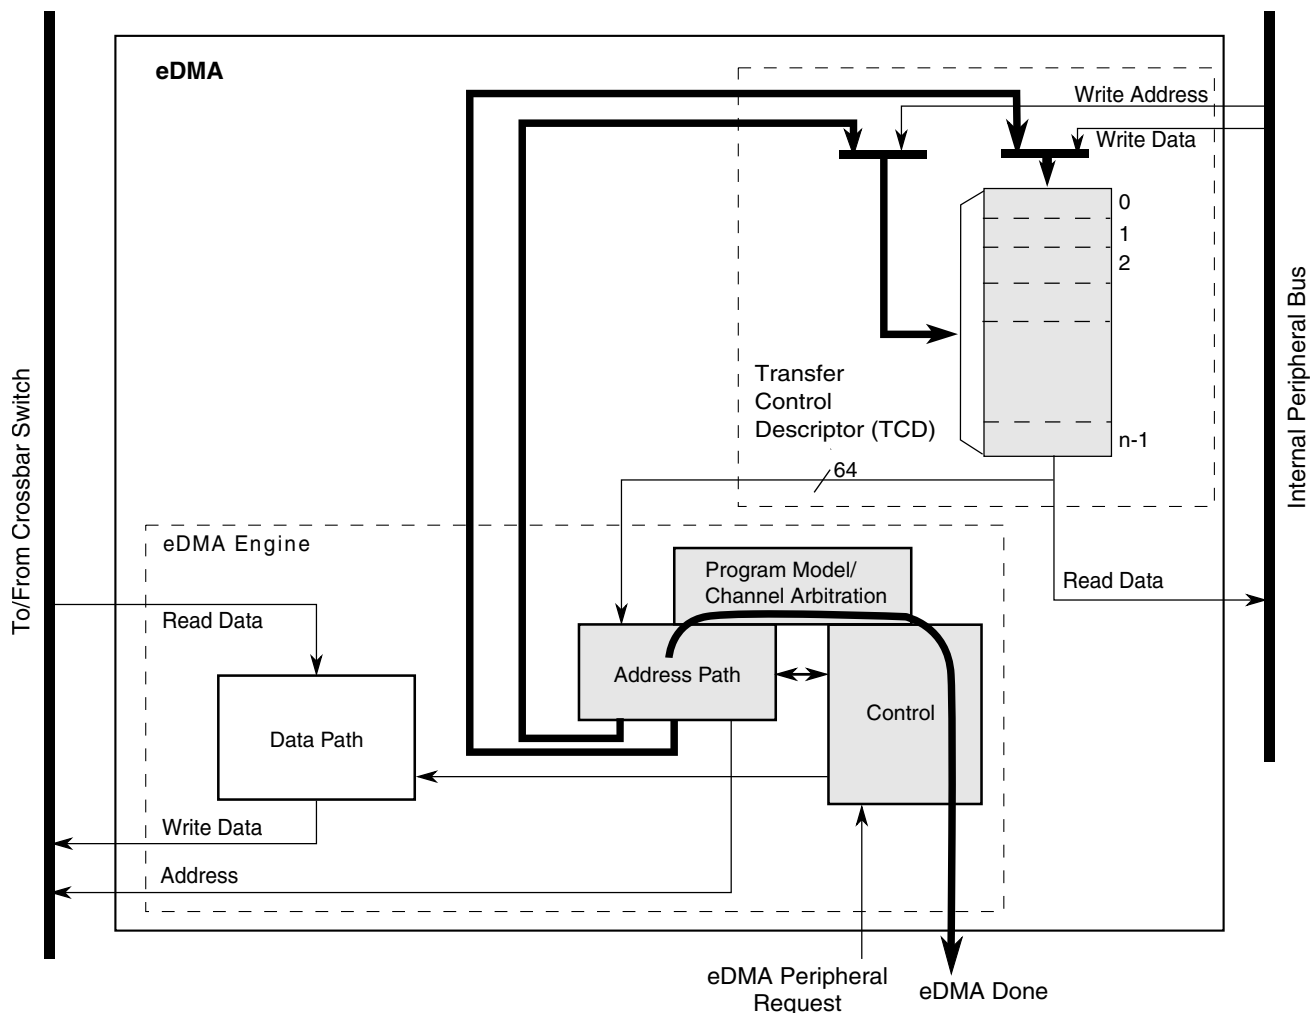 eDMA
Write Address
Write Data
0
1
2
n-1
Transfer
Control
Descriptor (TCD)
64
To/From Crossbar Switch
Internal Peripheral Bus
eDMA Engine
Program Model/
Channel Arbitration
Read Data
Read Data
Address Path
Control
Data Path
Write Data
Address
eDMA Peripheral
Request
eDMA Done